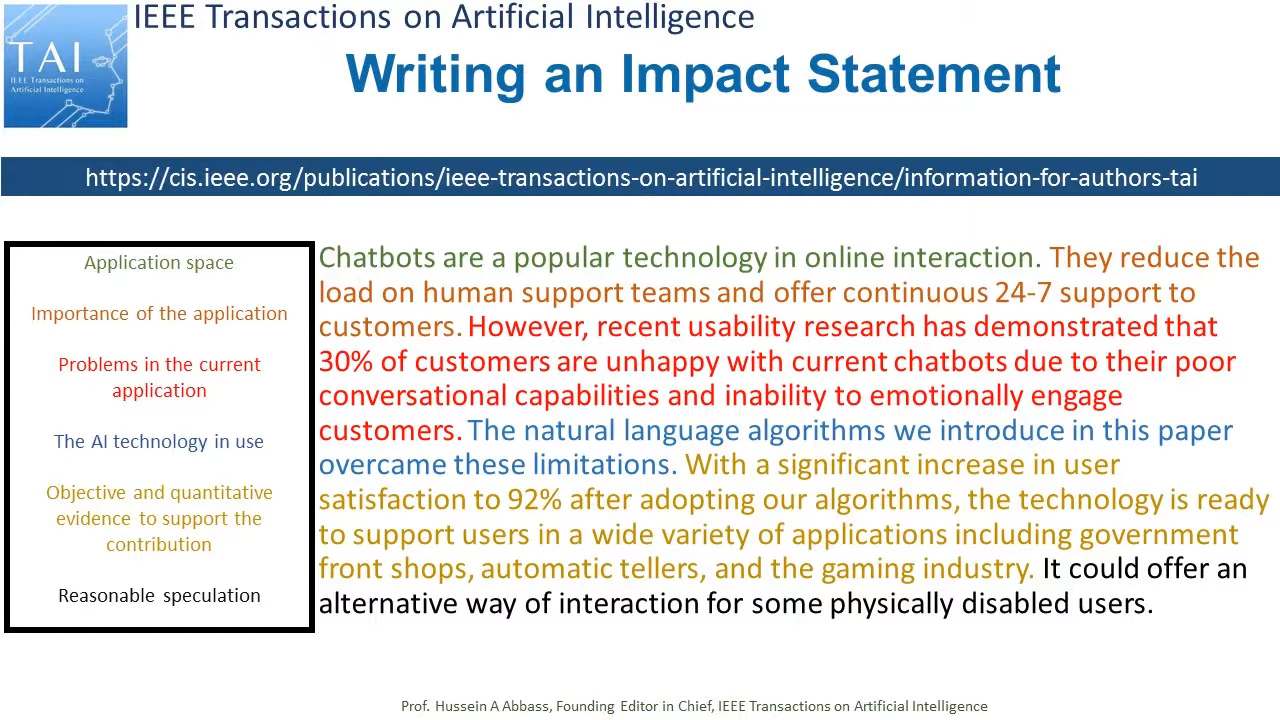 IEEE Transactions on Artificial Intelligence
TAI
IEEE Transactions on
Artificial Intelligence
Writing an Impact Statement
https://cis.ieee.org/publications/ieee-transactions-on-artificial-intelligence/information-for-authors-tai
Application space
Importance of the application
Problems in the current
application
The AI technology in use
Objective and quantitative
evidence to support the
contribution
Reasonable speculation
Chatbots are a popular technology in online interaction. They reduce the
load on human support teams and offer continuous 24-7 support to
customers. However, recent usability research has demonstrated that
30% of customers are unhappy with current chatbots due to their poor
conversational capabilities and inability to emotionally engage
customers. The natural language algorithms we introduce in this paper
overcame these limitations. With a significant increase in user
satisfaction to 92% after adopting our algorithms, the technology is ready
to support users in a wide variety of applications including government
front shops, automatic tellers, and the gaming industry. It could offer an
alternative way of interaction for some physically disabled users.
Prof. Hussein A Abbass, Founding Editor in Chief, IEEE Transactions on Artificial Intelligence